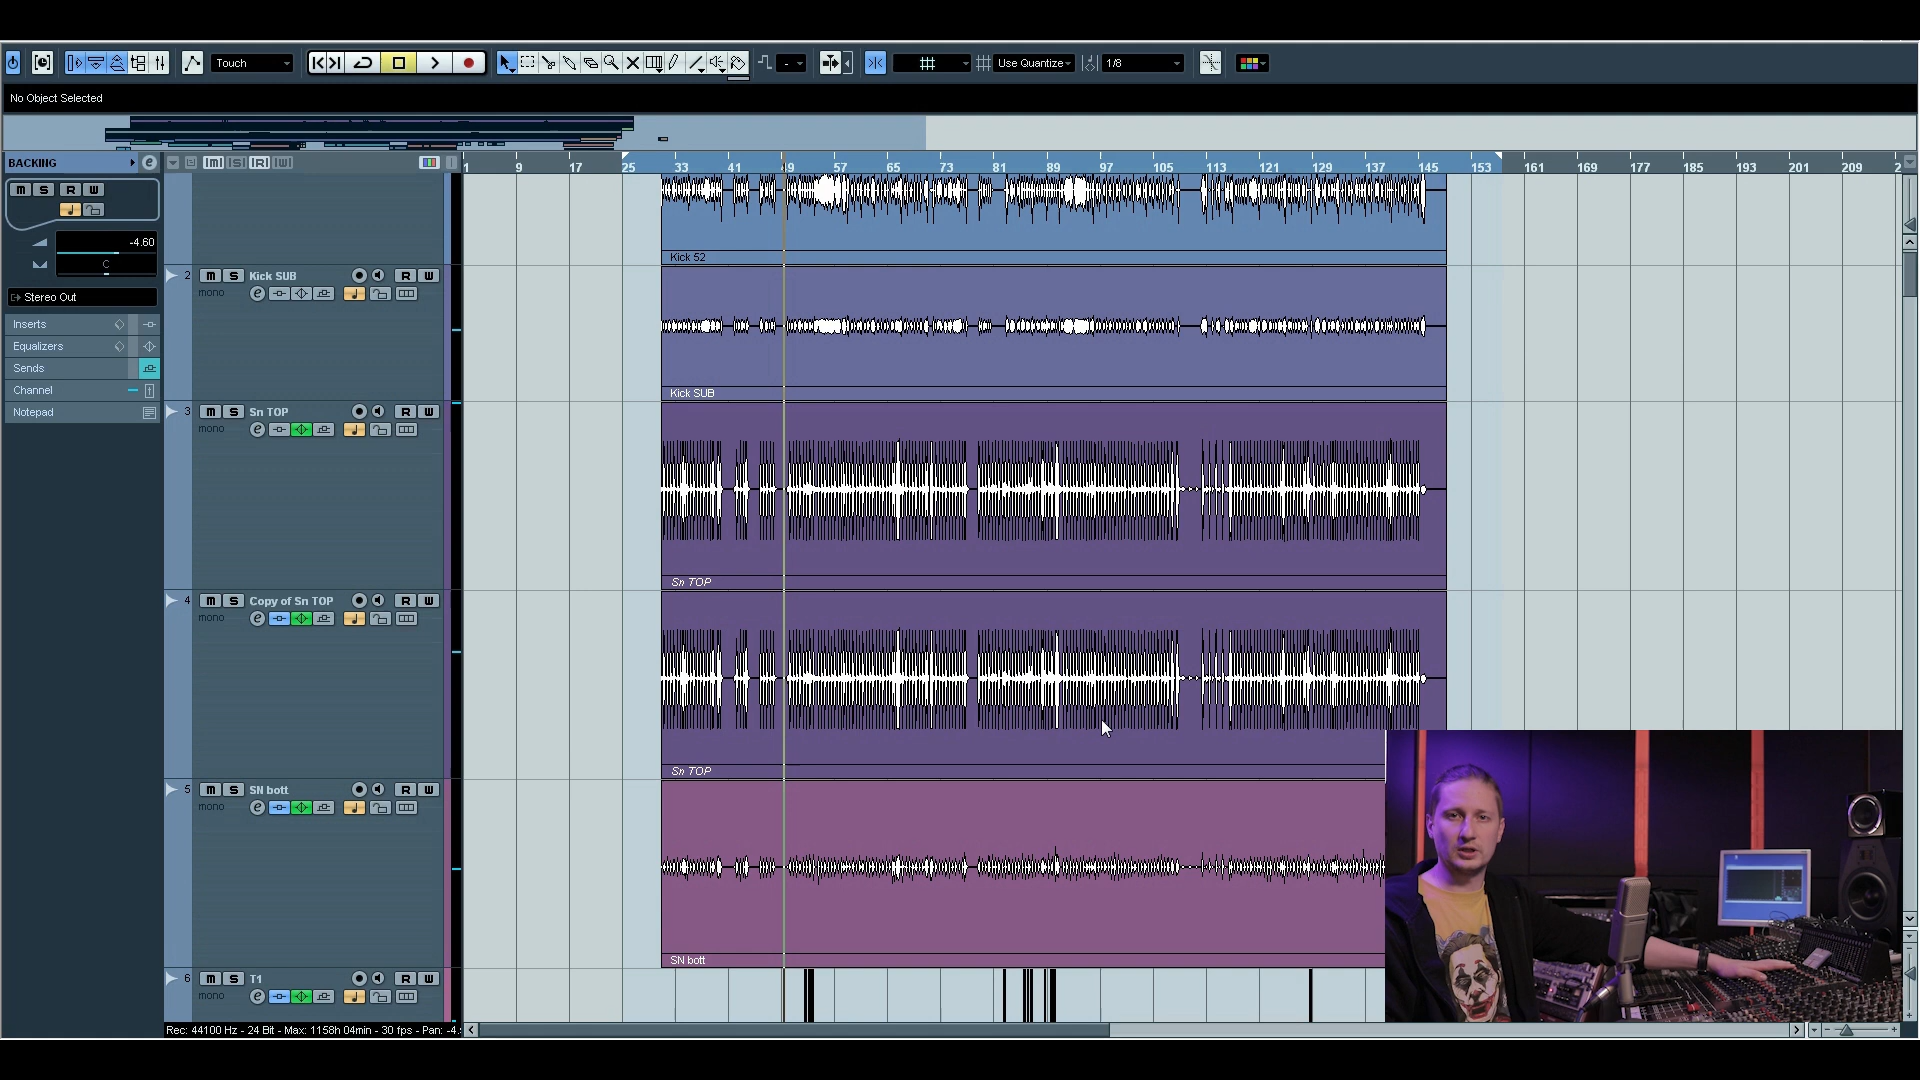 Touch - Use Quantize 1/8
No Object Selected
BACKING e m S R W 1 9 17 25 33 41 49 57 65 73 81 89 97 105 113 121 129 137 145 153 161 169 177 185 193 201 209 2
m S R W
-4.60
C
Stereo Out
Inserts
Equalizers
Sends
Channel
Notepad
Kick 52
2 m S Kick SUB R W
mono e
Kick SUB
3 m S Sn TOP R W
mono e
Sn TOP
4 m S Copy of Sn TOP R W
mono e
Sn TOP
5 m S SN bott R W
mono e
SN bott
6 m S T1 R W
mono e
Rec: 44100 Hz - 24 Bit - Max: 1158h 04min - 30 fps - Pan: -4.